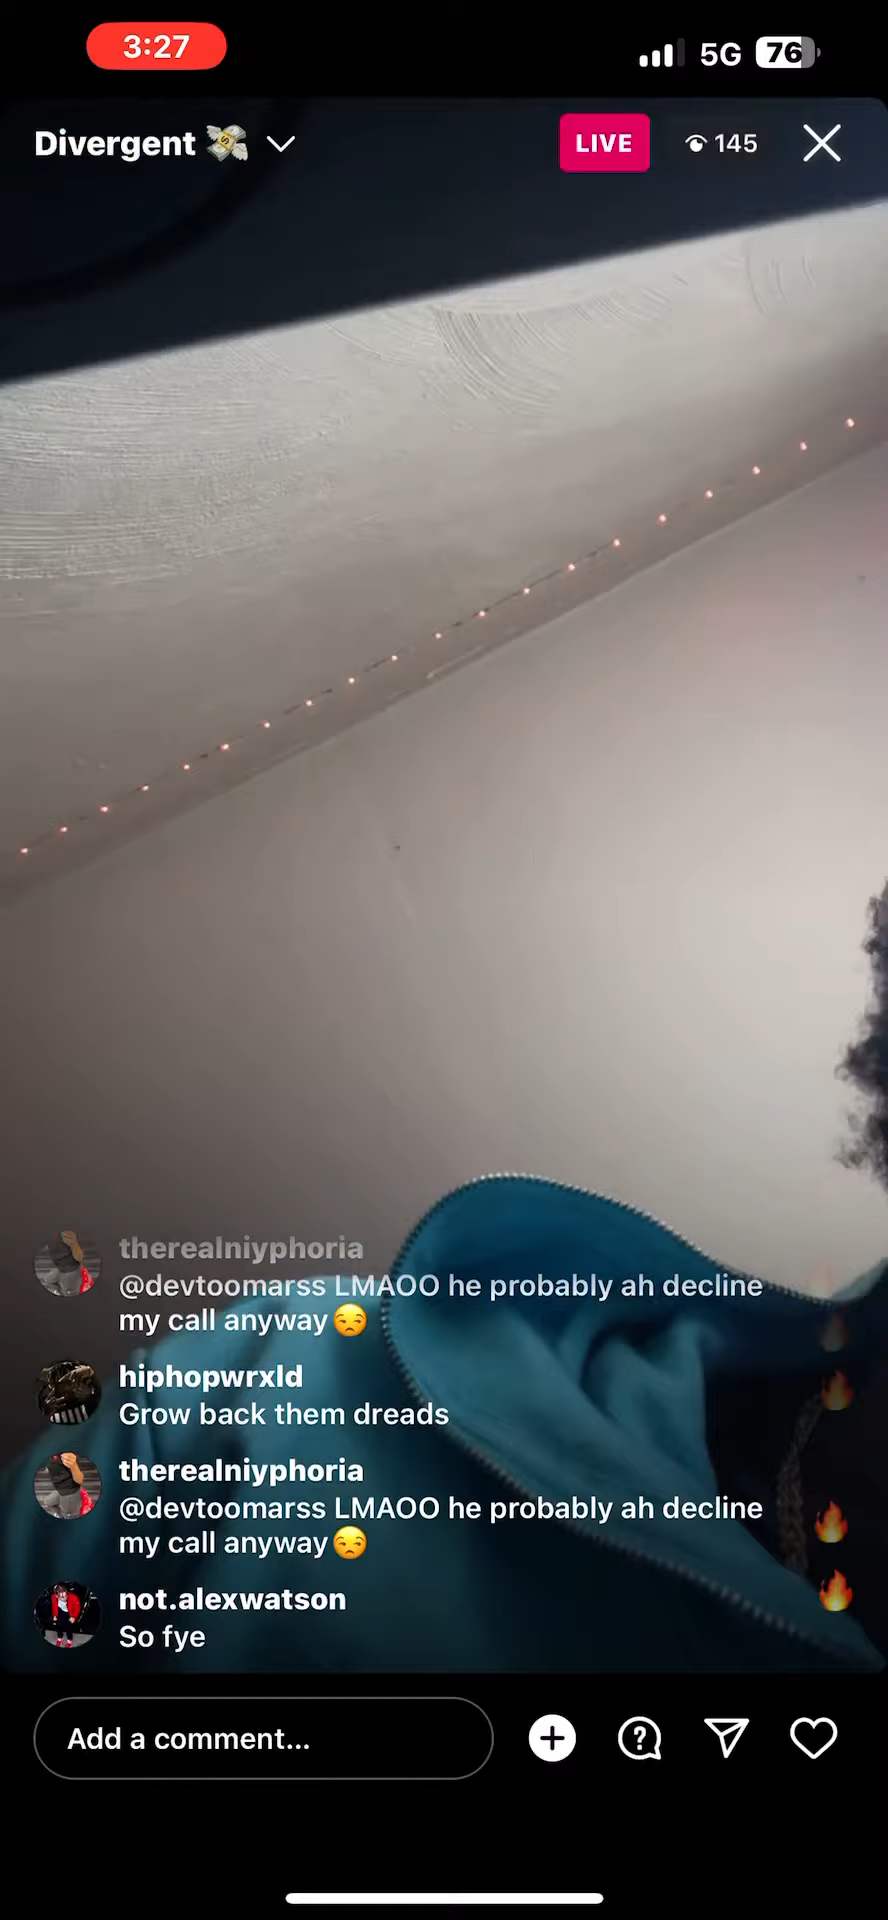 3:27
5G 76
Divergent 💸
LIVE 145
therealniyphoria
@devtoomarss LMAOO he probably ah decline
my call anyway😒
hiphopwrxld
Grow back them dreads
therealniyphoria
@devtoomarss LMAOO he probably ah decline
my call anyway😒
not.alexwatson
So fye
Add a comment...